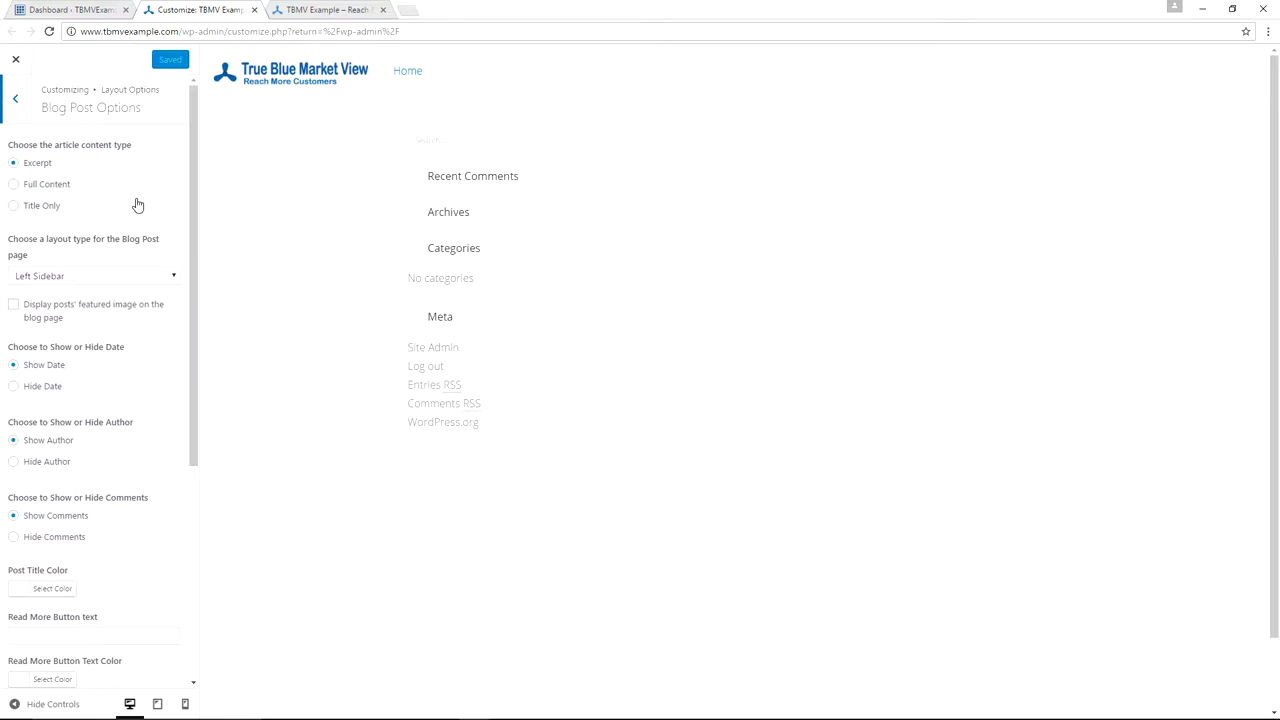 Dashboard ‹ TBMVExam
Customize: TBMV Examp
TBMV Example – Reach
www.tbmvexample.com/wp-admin/customize.php?return=%2Fwp-admin%2F
Saved
Customizing • Layout Options
Blog Post Options
Choose the article content type
Excerpt
Full Content
Title Only
Choose a layout type for the Blog Post
page
Left Sidebar
Display posts' featured image on the
blog page
Choose to Show or Hide Date
Show Date
Hide Date
Choose to Show or Hide Author
Show Author
Hide Author
Choose to Show or Hide Comments
Show Comments
Hide Comments
Post Title Color
Select Color
Read More Button text
Read More Button Text Color
Select Color
Hide Controls
True Blue Market View
Reach More Customers
Home
Search
Recent Comments
Archives
Categories
No categories
Meta
Site Admin
Log out
Entries RSS
Comments RSS
WordPress.org